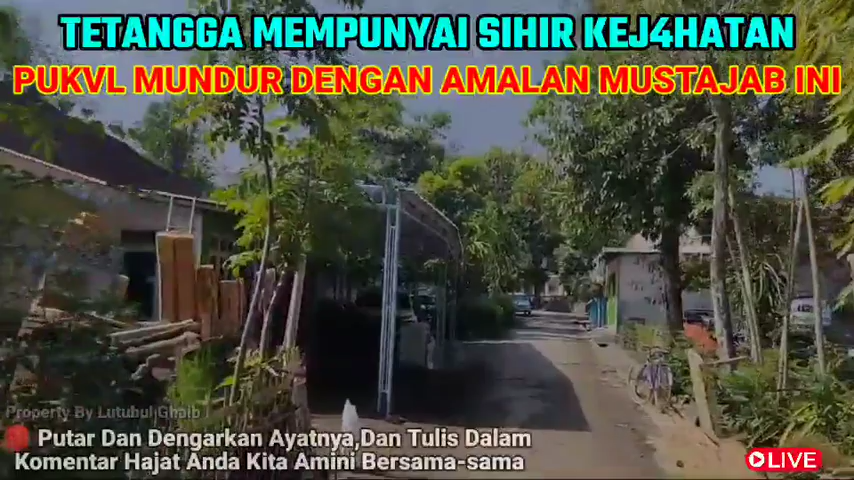 TETANGGA MEMPUNYAI SIHIR KEJ4HATAN
PUKVL MUNDUR DENGAN AMALAN MUSTAJAB INI
Property By Lutubul Ghaib
Putar Dan Dengarkan Ayatnya,Dan Tulis Dalam
Komentar Hajat Anda Kita Amini Bersama-sama
LIVE